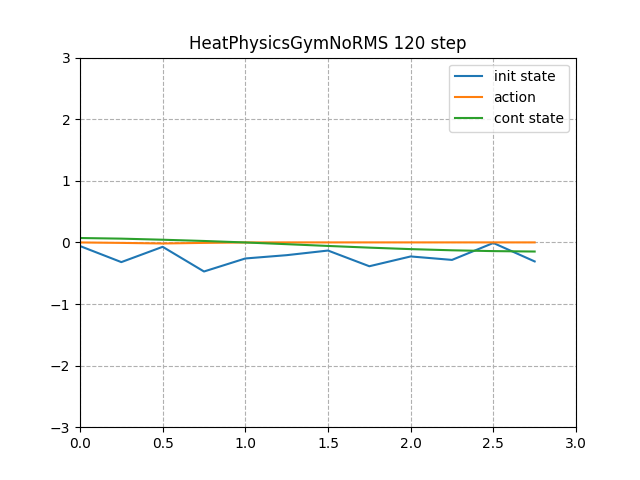 HeatPhysicsGymNoRMS 120 step
init state
action
cont state
3
2
1
0
−1
−2
−3
0.0 0.5 1.0 1.5 2.0 2.5 3.0